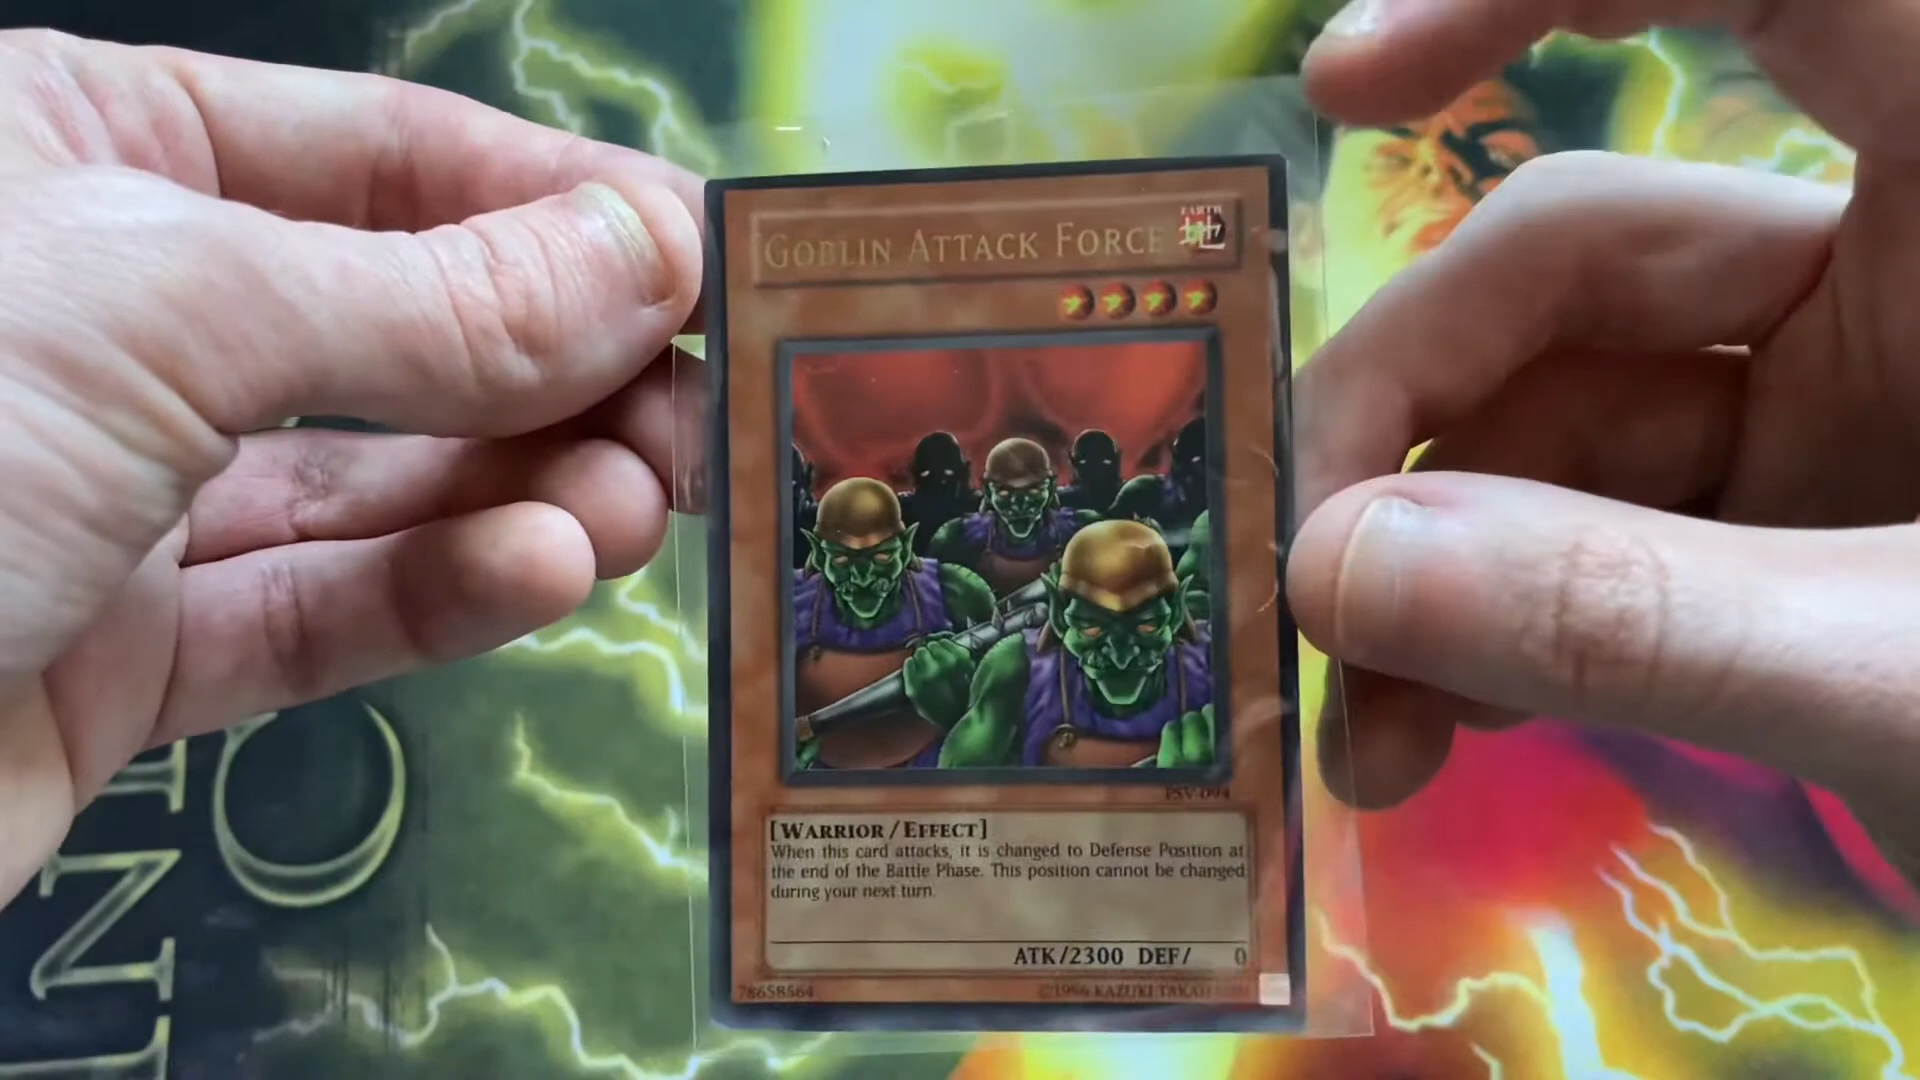 GOBLIN ATTACK FORCE
EARTH
地
PSV-094
[WARRIOR/EFFECT]
When this card attacks, it is changed to Defense Position at
the end of the Battle Phase. This position cannot be changed
during your next turn.
ATK/2300 DEF/ 0
78658564
©1996 KAZUKI